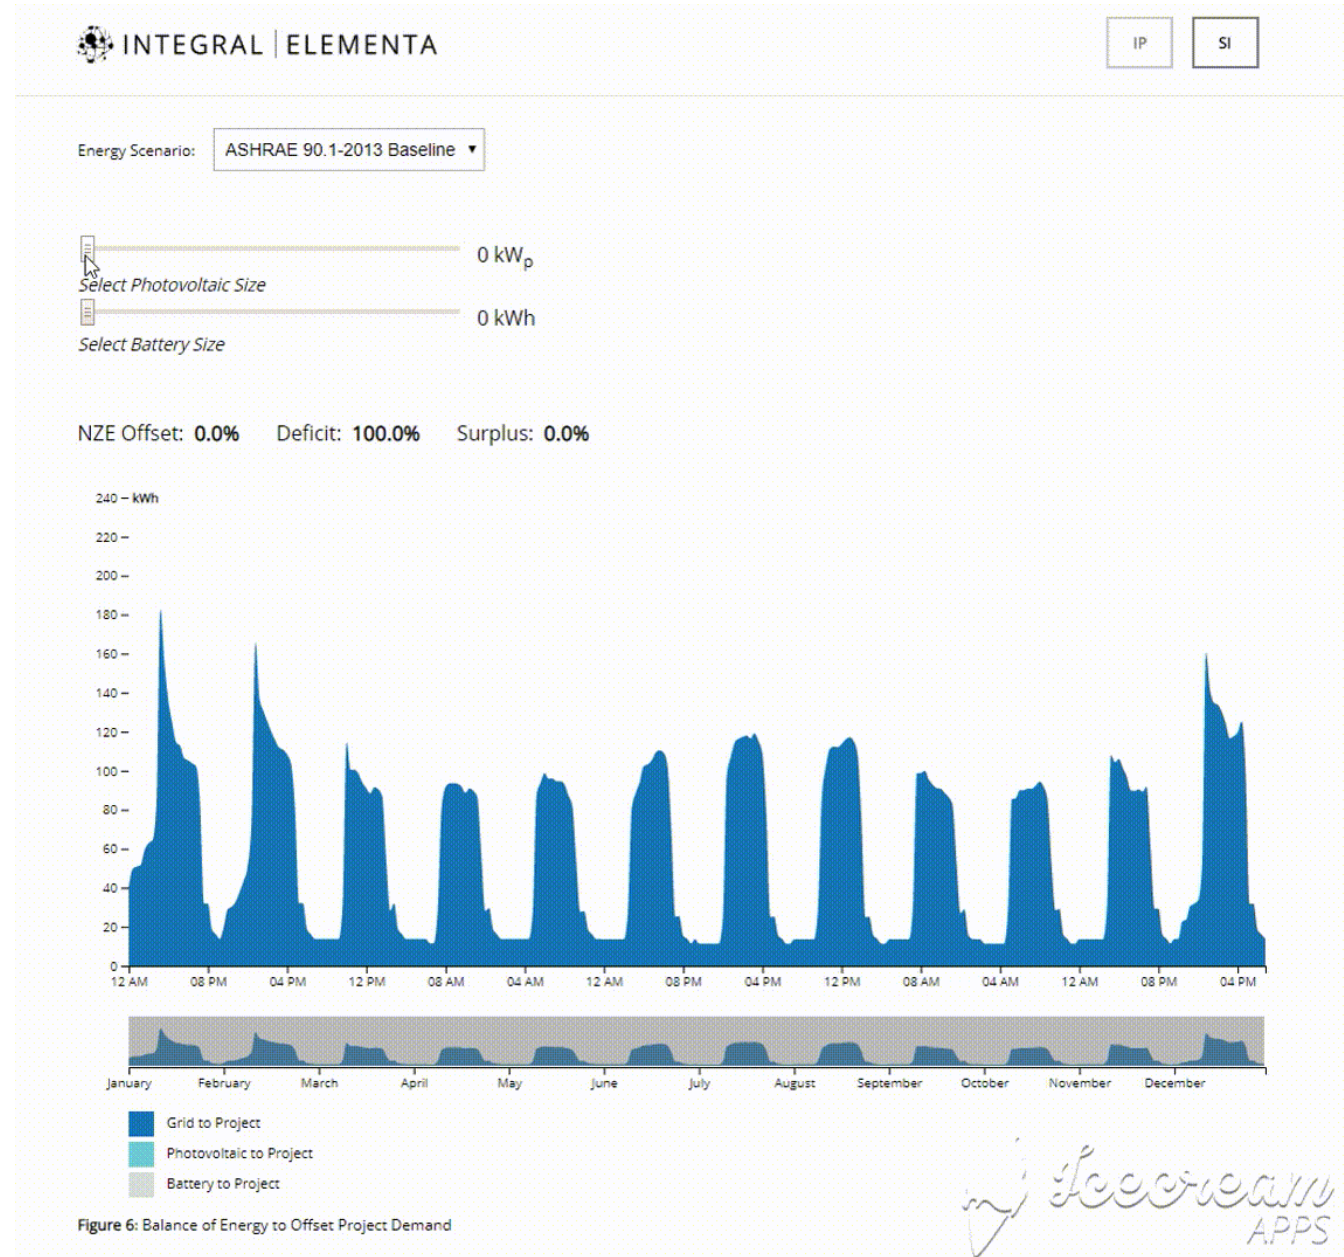 INTEGRAL | ELEMENTA
IP SI
Energy Scenario: ASHRAE 90.1-2013 Baseline
0 kWp
Select Photovoltaic Size
0 kWh
Select Battery Size
NZE Offset: 0.0% Deficit: 100.0% Surplus: 0.0%
240 kWh
220
200
180
160
140
120
100
80
60
40
20
0
12 AM 08 PM 04 PM 12 PM 08 AM 04 AM 12 AM 08 PM 04 PM 12 PM 08 AM 04 AM 12 AM 08 PM 04 PM
January February March April May June July August September October November December
Grid to Project
Photovoltaic to Project
Battery to Project
Figure 6: Balance of Energy to Offset Project Demand
Icecream
APPS